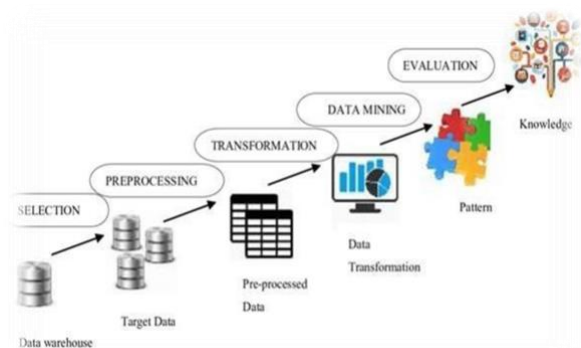 EVALUATION
Knowledge
DATA MINING
TRANSFORMATION
Pattern
PREPROCESSING
Data
Transformation
SELECTION
Pre-processed
Data
Target Data
Data warehouse